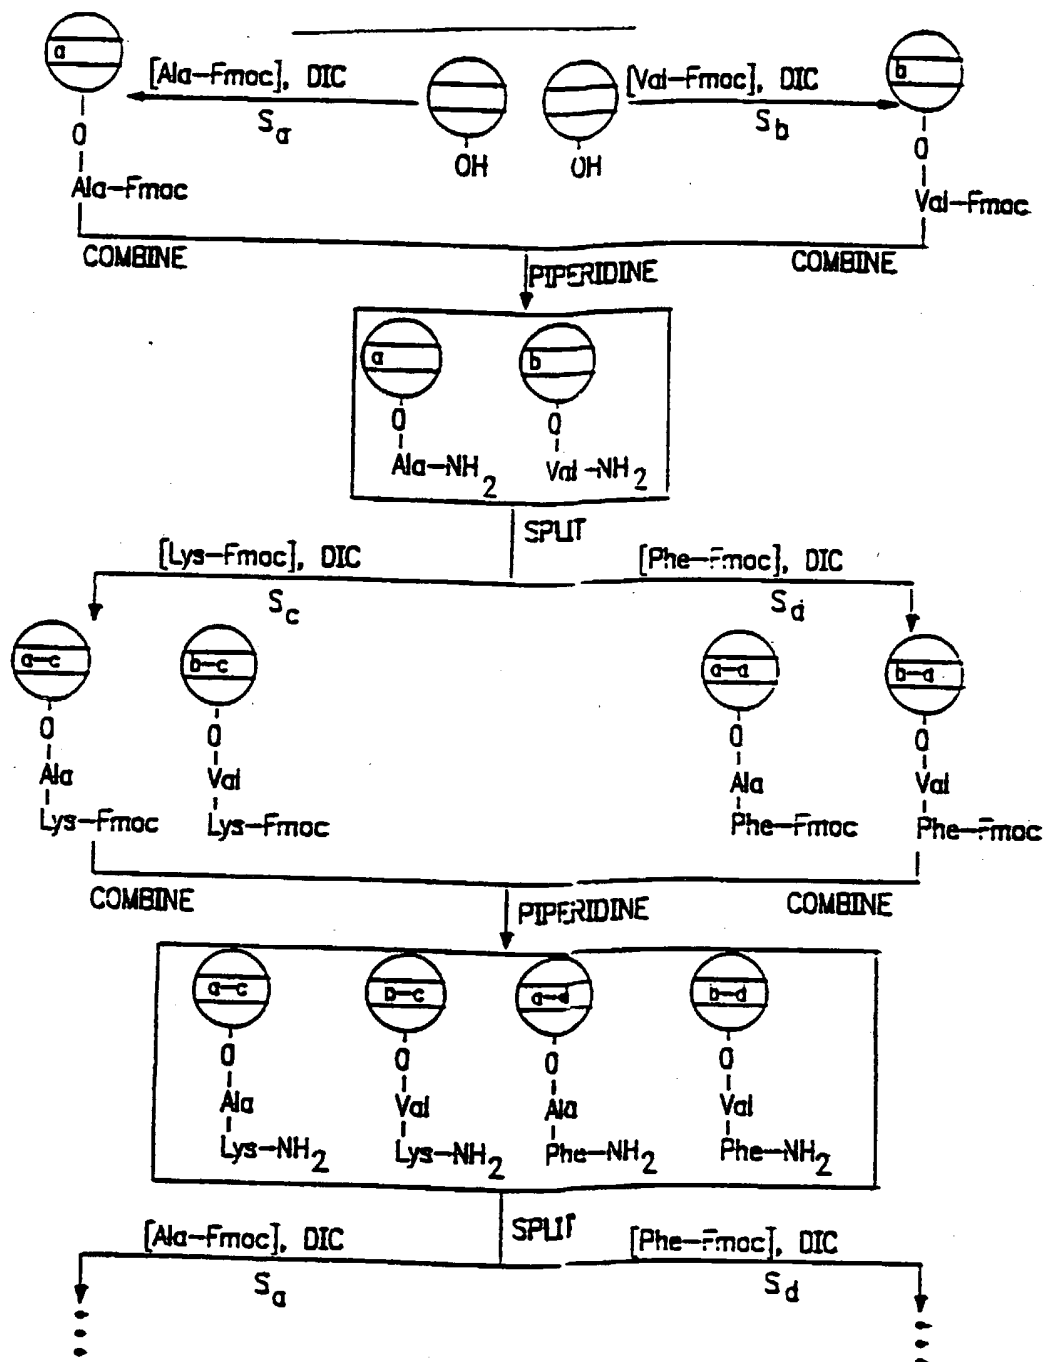 a
b
[Ala-Fmoc], DIC
[Val-Fmoc], DIC
Sa
Sb
OH
OH
O
O
Ala-Fmoc
Val-Fmoc
COMBINE
COMBINE
PIPERIDINE
a
b
O
O
Ala-NH2
Val-NH2
SPLIT
[Lys-Fmoc], DIC
[Phe-Fmoc], DIC
Sc
Sd
a-c
b-c
a-d
b-d
O
O
O
O
Ala
Val
Ala
Val
Lys-Fmoc
Lys-Fmoc
Phe-Fmoc
Phe-Fmoc
COMBINE
COMBINE
PIPERIDINE
a-c
b-c
a-d
b-d
O
O
O
O
Ala
Val
Ala
Val
Lys-NH2
Lys-NH2
Phe-NH2
Phe-NH2
SPLIT
[Ala-Fmoc], DIC
[Phe-Fmoc], DIC
Sa
Sd